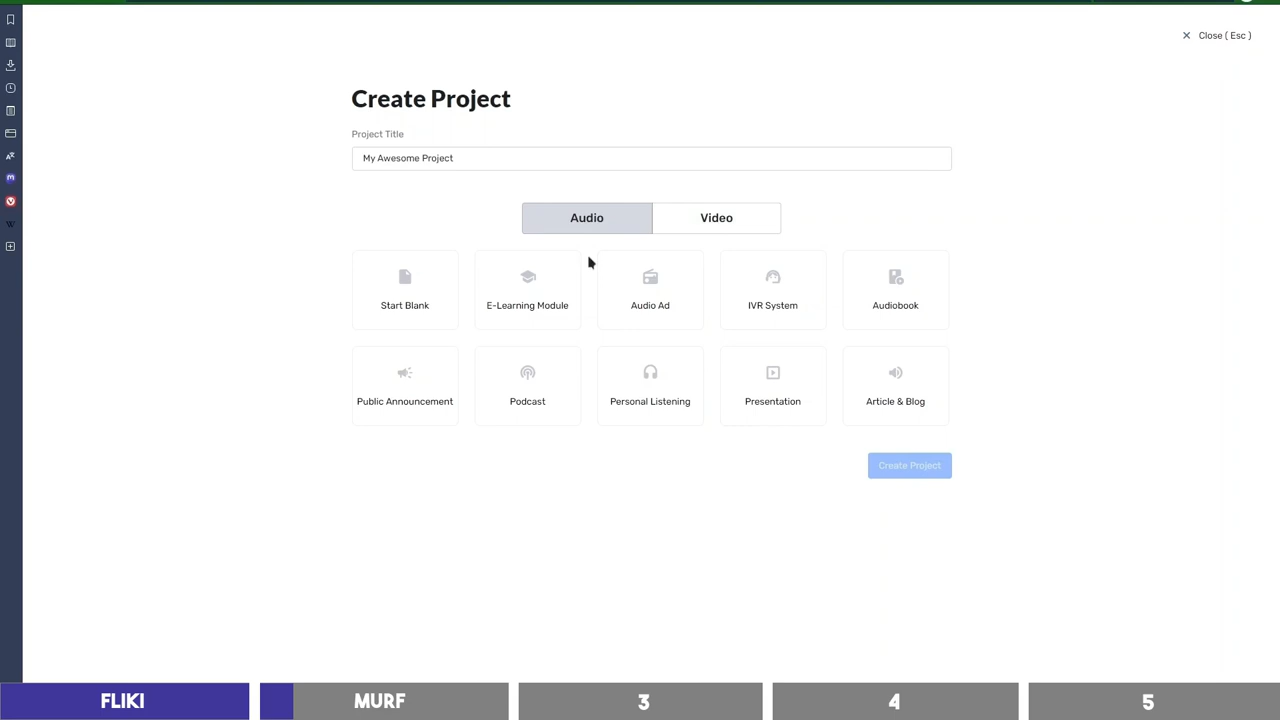 Close ( Esc )
Create Project
Project Title
My Awesome Project
Audio
Video
Start Blank
E-Learning Module
Audio Ad
IVR System
Audiobook
Public Announcement
Podcast
Personal Listening
Presentation
Article & Blog
Create Project
FLIKI
MURF
3
4
5